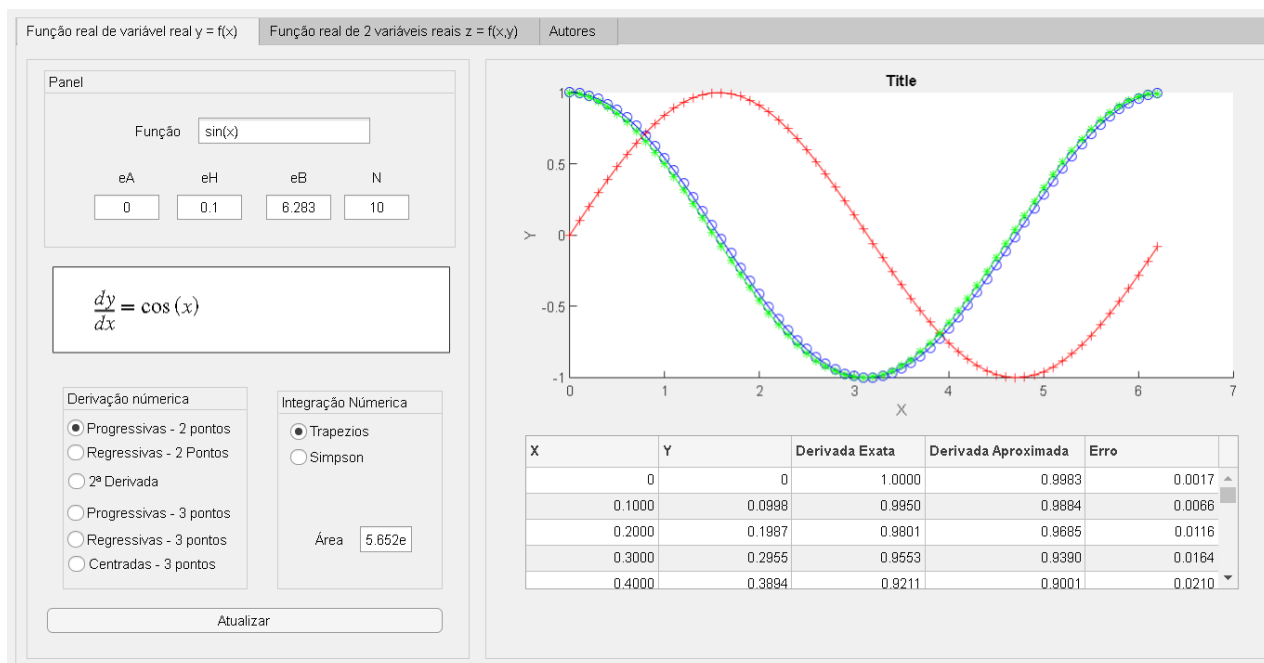 Função real de variável real y = f(x)
Função real de 2 variáveis reais z = f(x,y)
Autores
Panel
Função
sin(x)
eA eH eB N
0 0.1 6.283 10
dy/dx = cos (x)
Derivação númerica
Progressivas - 2 pontos
Regressivas - 2 Pontos
2ª Derivada
Progressivas - 3 pontos
Regressivas - 3 pontos
Centradas - 3 pontos
Integração Númerica
Trapezios
Simpson
Área 5.652e
Atualizar
Title
1
0.5
0
-0.5
-1
Y
0 1 2 3 4 5 6 7
X
X Y Derivada Exata Derivada Aproximada Erro
0 0 1.0000 0.9983 0.0017
0.1000 0.0998 0.9950 0.9884 0.0066
0.2000 0.1987 0.9801 0.9685 0.0116
0.3000 0.2955 0.9553 0.9390 0.0164
0.4000 0.3894 0.9211 0.9001 0.0210